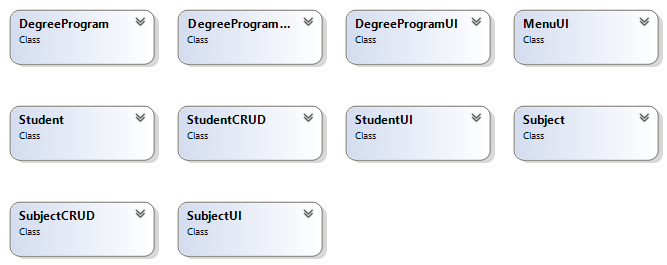 DegreeProgram
Class
DegreeProgram...
Class
DegreeProgramUI
Class
MenuUI
Class
Student
Class
StudentCRUD
Class
StudentUI
Class
Subject
Class
SubjectCRUD
Class
SubjectUI
Class